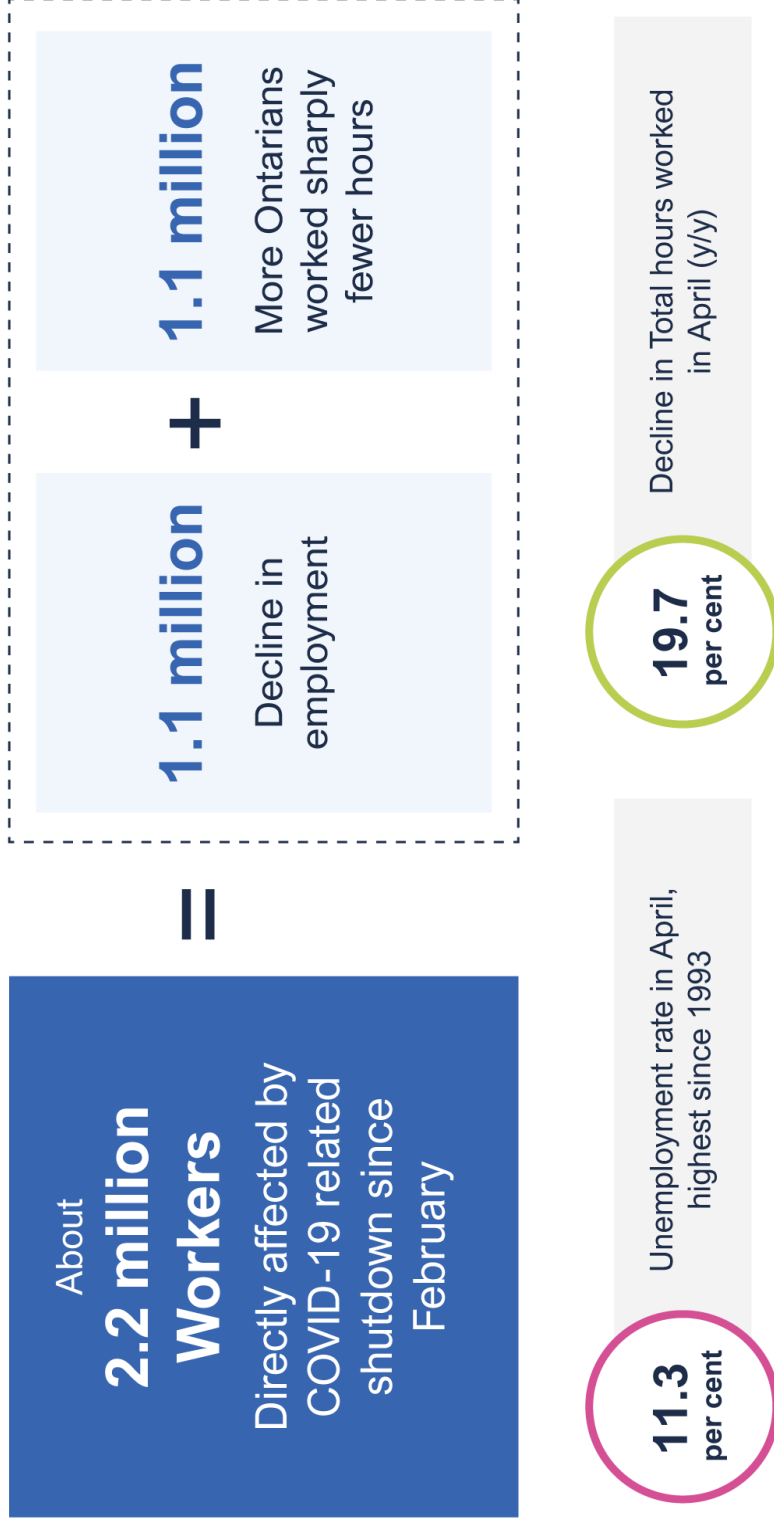 About
2.2 million
Workers
Directly affected by
COVID-19 related
shutdown since
February
=
1.1 million
Decline in
employment
+
1.1 million
More Ontarians
worked sharply
fewer hours
11.3
per cent
Unemployment rate in April,
highest since 1993
19.7
per cent
Decline in Total hours worked
in April (y/y)